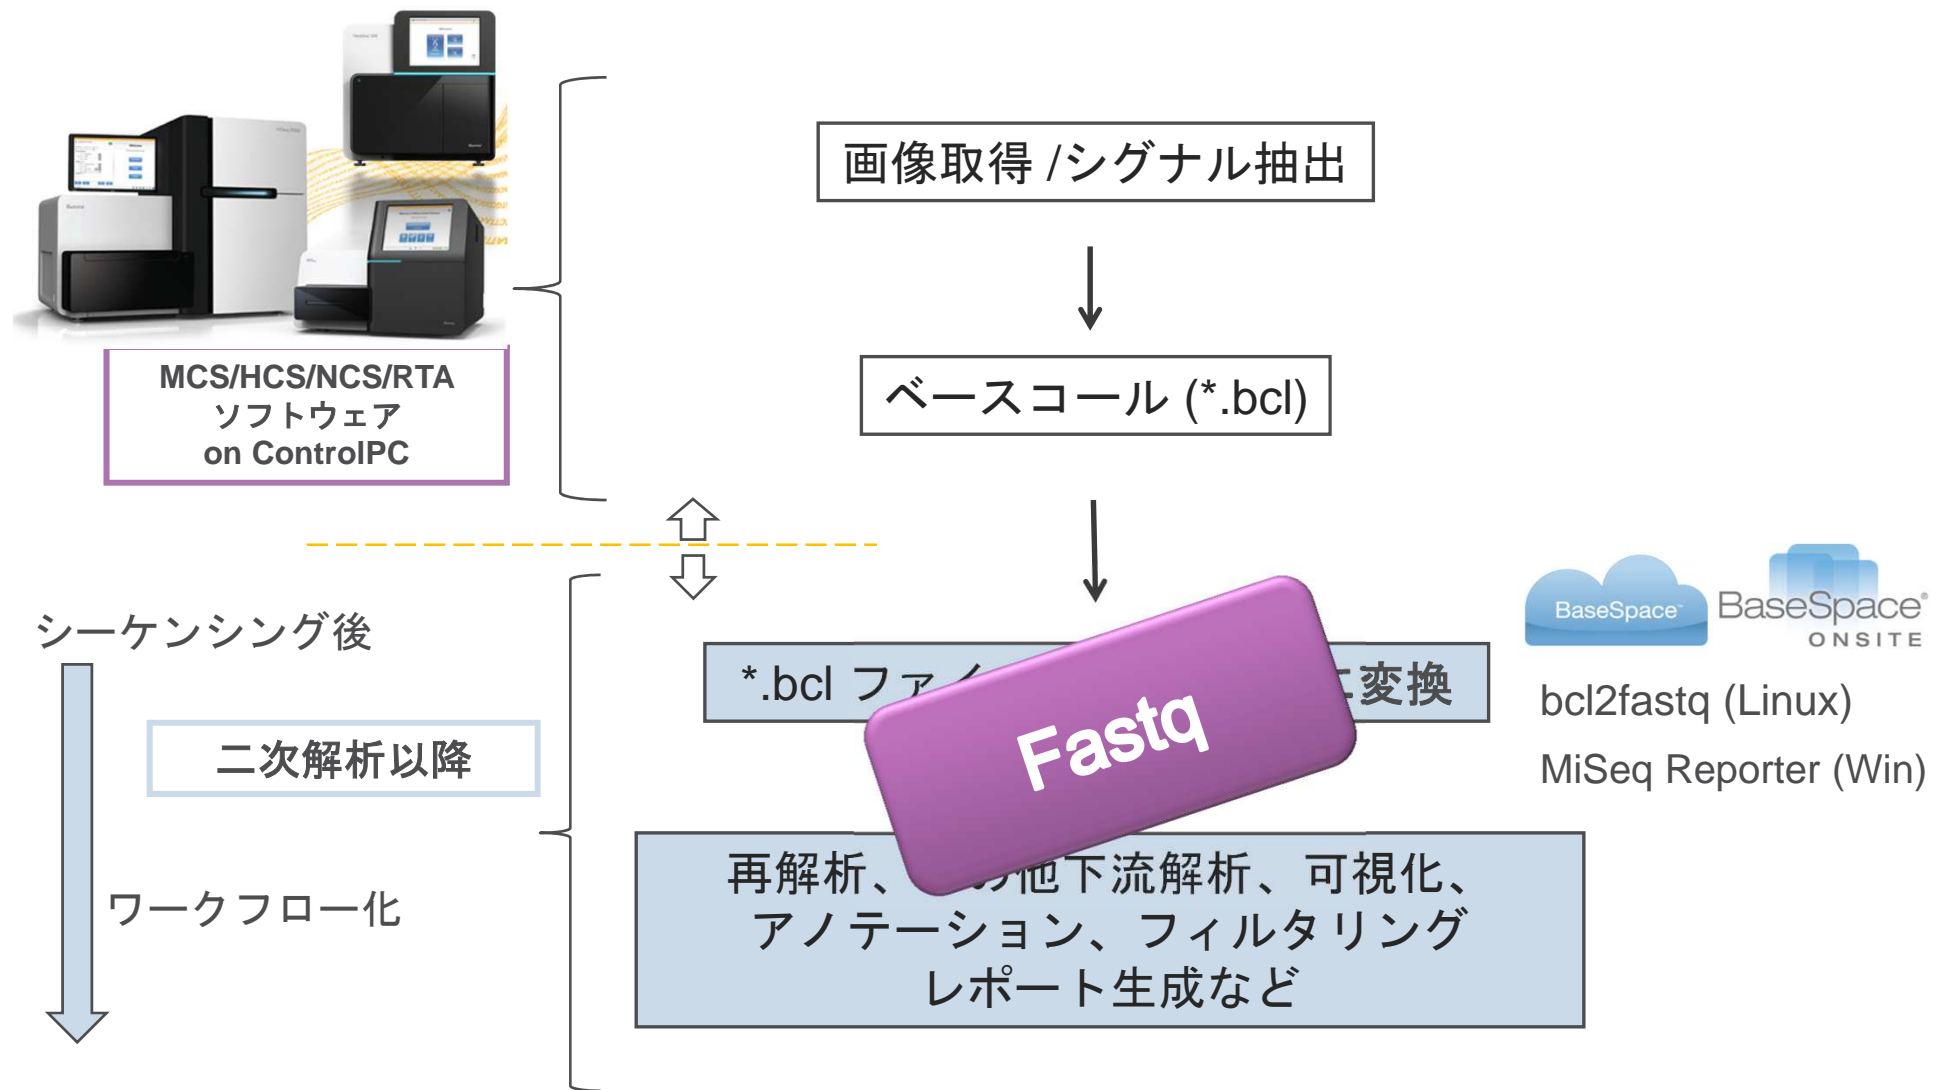 画像取得 /シグナル抽出
MCS/HCS/NCS/RTA
ソフトウェア
on ControlPC
ベースコール (*.bcl)
シーケンシング後
二次解析以降
ワークフロー化
*.bcl ファイ
に変換
Fastq
BaseSpace™
BaseSpace®
ONSITE
bcl2fastq (Linux)
MiSeq Reporter (Win)
再解析、の他下流解析、可視化、
アノテーション、フィルタリング
レポート生成など